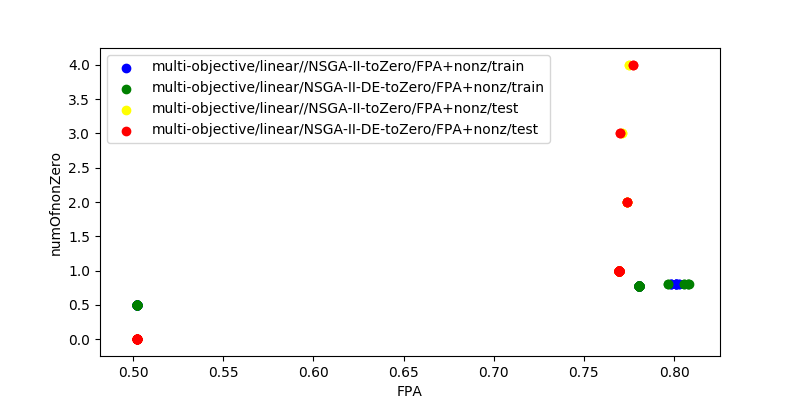 multi-objective/linear//NSGA-II-toZero/FPA+nonz/train
multi-objective/linear/NSGA-II-DE-toZero/FPA+nonz/train
multi-objective/linear//NSGA-II-toZero/FPA+nonz/test
multi-objective/linear/NSGA-II-DE-toZero/FPA+nonz/test
numOfnonZero
4.0
3.5
3.0
2.5
2.0
1.5
1.0
0.5
0.0
0.50 0.55 0.60 0.65 0.70 0.75 0.80
FPA